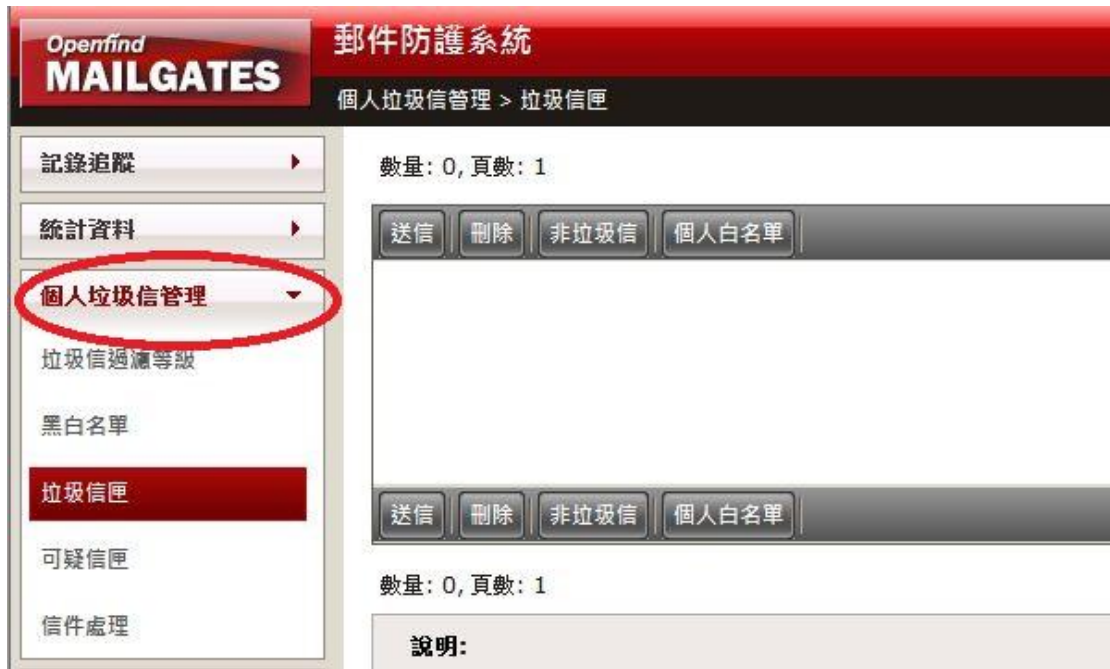 Openfind
MAILGATES
郵件防護系統
個人垃圾信管理 > 垃圾信匣
記錄追蹤
統計資料
個人垃圾信管理
垃圾信過濾等級
黑白名單
垃圾信匣
可疑信匣
信件處理
數量: 0, 頁數: 1
送信 刪除 非垃圾信 個人白名單
送信 刪除 非垃圾信 個人白名單
數量: 0, 頁數: 1
說明: